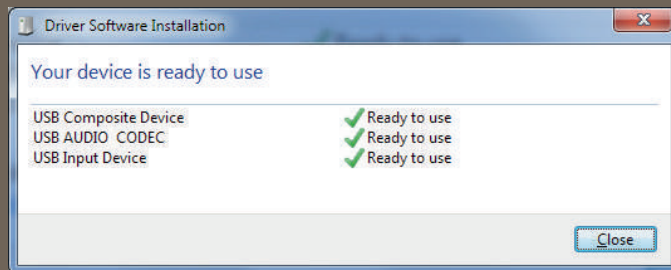 Driver Software Installation
Your device is ready to use
USB Composite Device Ready to use
USB AUDIO  CODEC Ready to use
USB Input Device Ready to use
Close